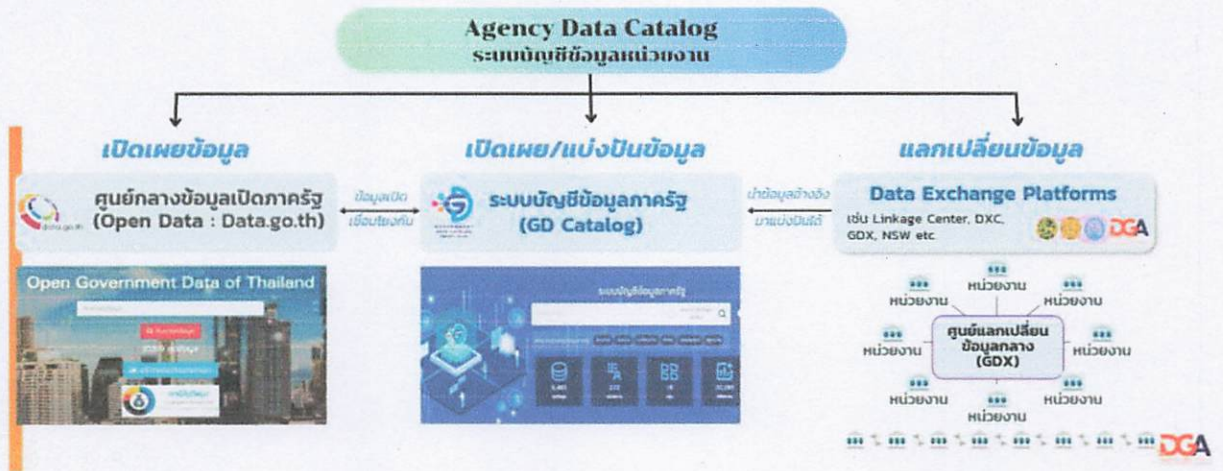 Agency Data Catalog
ระบบบัญชีข้อมูลหน่วยงาน
เปิดเผยข้อมูล
เปิดเผย/แบ่งปันข้อมูล
แลกเปลี่ยนข้อมูล
data.go.th
ศูนย์กลางข้อมูลเปิดภาครัฐ
(Open Data : Data.go.th)
ข้อมูลเปิด
เชื่อมโยงกัน
ระบบบัญชีข้อมูลภาครัฐ
(GD Catalog)
นำข้อมูลอ้างอิง
มาแบ่งปันได้
Data Exchange Platforms
เช่น Linkage Center, DXC,
GDX, NSW etc.
DGA
Open Government Data of Thailand
ระบบบัญชีข้อมูลภาครัฐ
หน่วยงาน
หน่วยงาน
หน่วยงาน
หน่วยงาน
ศูนย์แลกเปลี่ยน
ข้อมูลกลาง
(GDX)
หน่วยงาน
หน่วยงาน
หน่วยงาน
หน่วยงาน
DGA